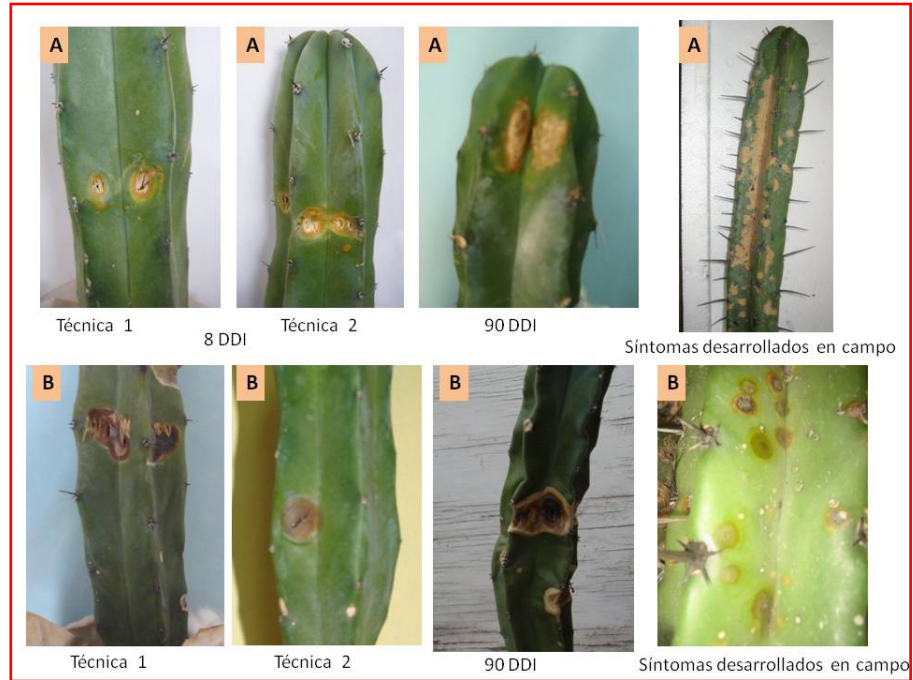 A
A
A
A
Técnica 1
8 DDI
Técnica 2
90 DDI
Síntomas desarrollados en campo
B
B
B
B
Técnica 1
Técnica 2
90 DDI
Síntomas desarrollados en campo